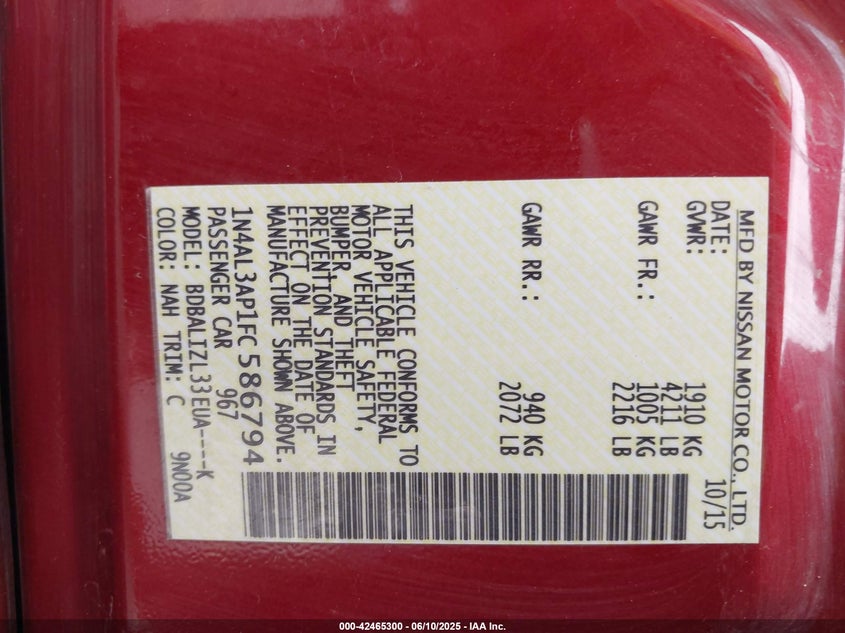 MFD BY NISSAN MOTOR CO., LTD.
DATE: 10/15
GVWR: 1910 KG
4211 LB
GAWR FR.: 1005 KG
2216 LB
GAWR RR.: 940 KG
2072 LB
THIS VEHICLE CONFORMS TO
ALL APPLICABLE FEDERAL
MOTOR VEHICLE SAFETY,
BUMPER, AND THEFT
PREVENTION STANDARDS IN
EFFECT ON THE DATE OF
MANUFACTURE SHOWN ABOVE.
1N4AL3AP1FC586794
PASSENGER CAR 967
MODEL: BDBALIZL33EUA----K
COLOR: NAH TRIM: C 9N00A
000-42465300 - 06/10/2025 - IAA Inc.